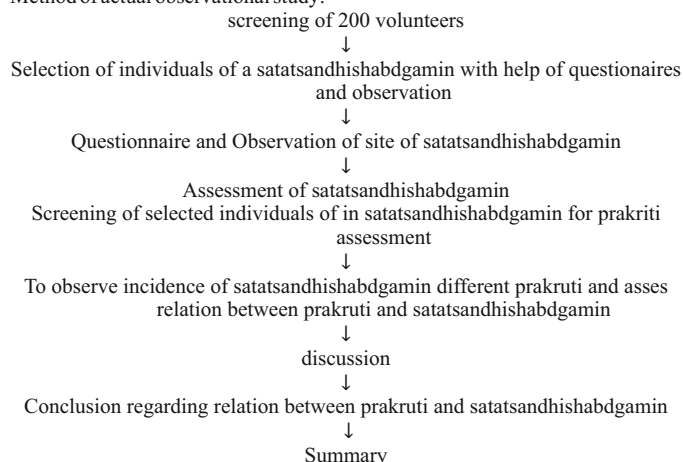 Method of actual observational study:
screening of 200 volunteers
↓
Selection of individuals of a satatsandhishabdgamin with help of questionaires
and observation
↓
Questionnaire and Observation of site of satatsandhishabdgamin
↓
Assessment of satatsandhishabdgamin
Screening of selected individuals of in satatsandhishabdgamin for prakriti
assessment
↓
To observe incidence of satatsandhishabdgamin different prakruti and asses
relation between prakruti and satatsandhishabdgamin
↓
discussion
↓
Conclusion regarding relation between prakruti and satatsandhishabdgamin
↓
Summary